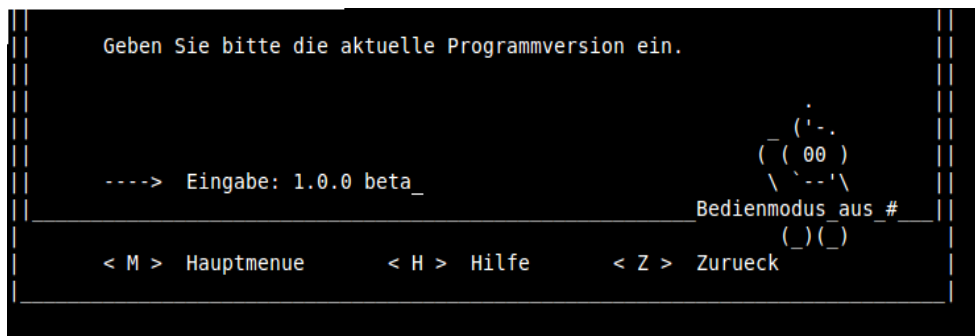 Geben Sie bitte die aktuelle Programmversion ein.
----> Eingabe: 1.0.0 beta_
Bedienmodus_aus_#
< M > Hauptmenue < H > Hilfe < Z > Zurueck